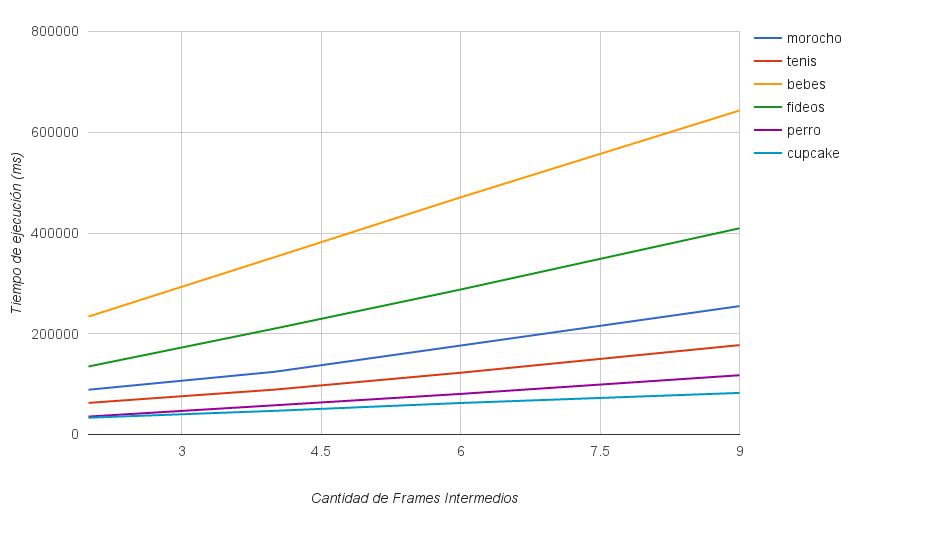 800000
600000
400000
200000
0
Tiempo de ejecución (ms)
3
4.5
6
7.5
9
Cantidad de Frames Intermedios
morocho
tenis
bebes
fideos
perro
cupcake